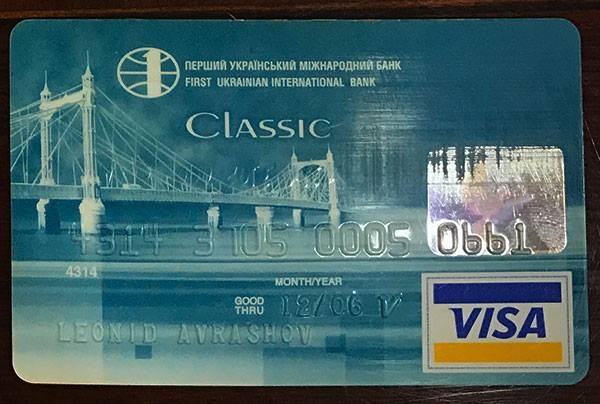 1
ПЕРШИЙ УКРАЇНСЬКИЙ МІЖНАРОДНИЙ БАНК
FIRST UKRAINIAN INTERNATIONAL BANK
CLASSIC
4314 0005 0661
4314
MONTH/YEAR
GOOD THRU 12/06 V
LEONID AVRASHOV
VISA